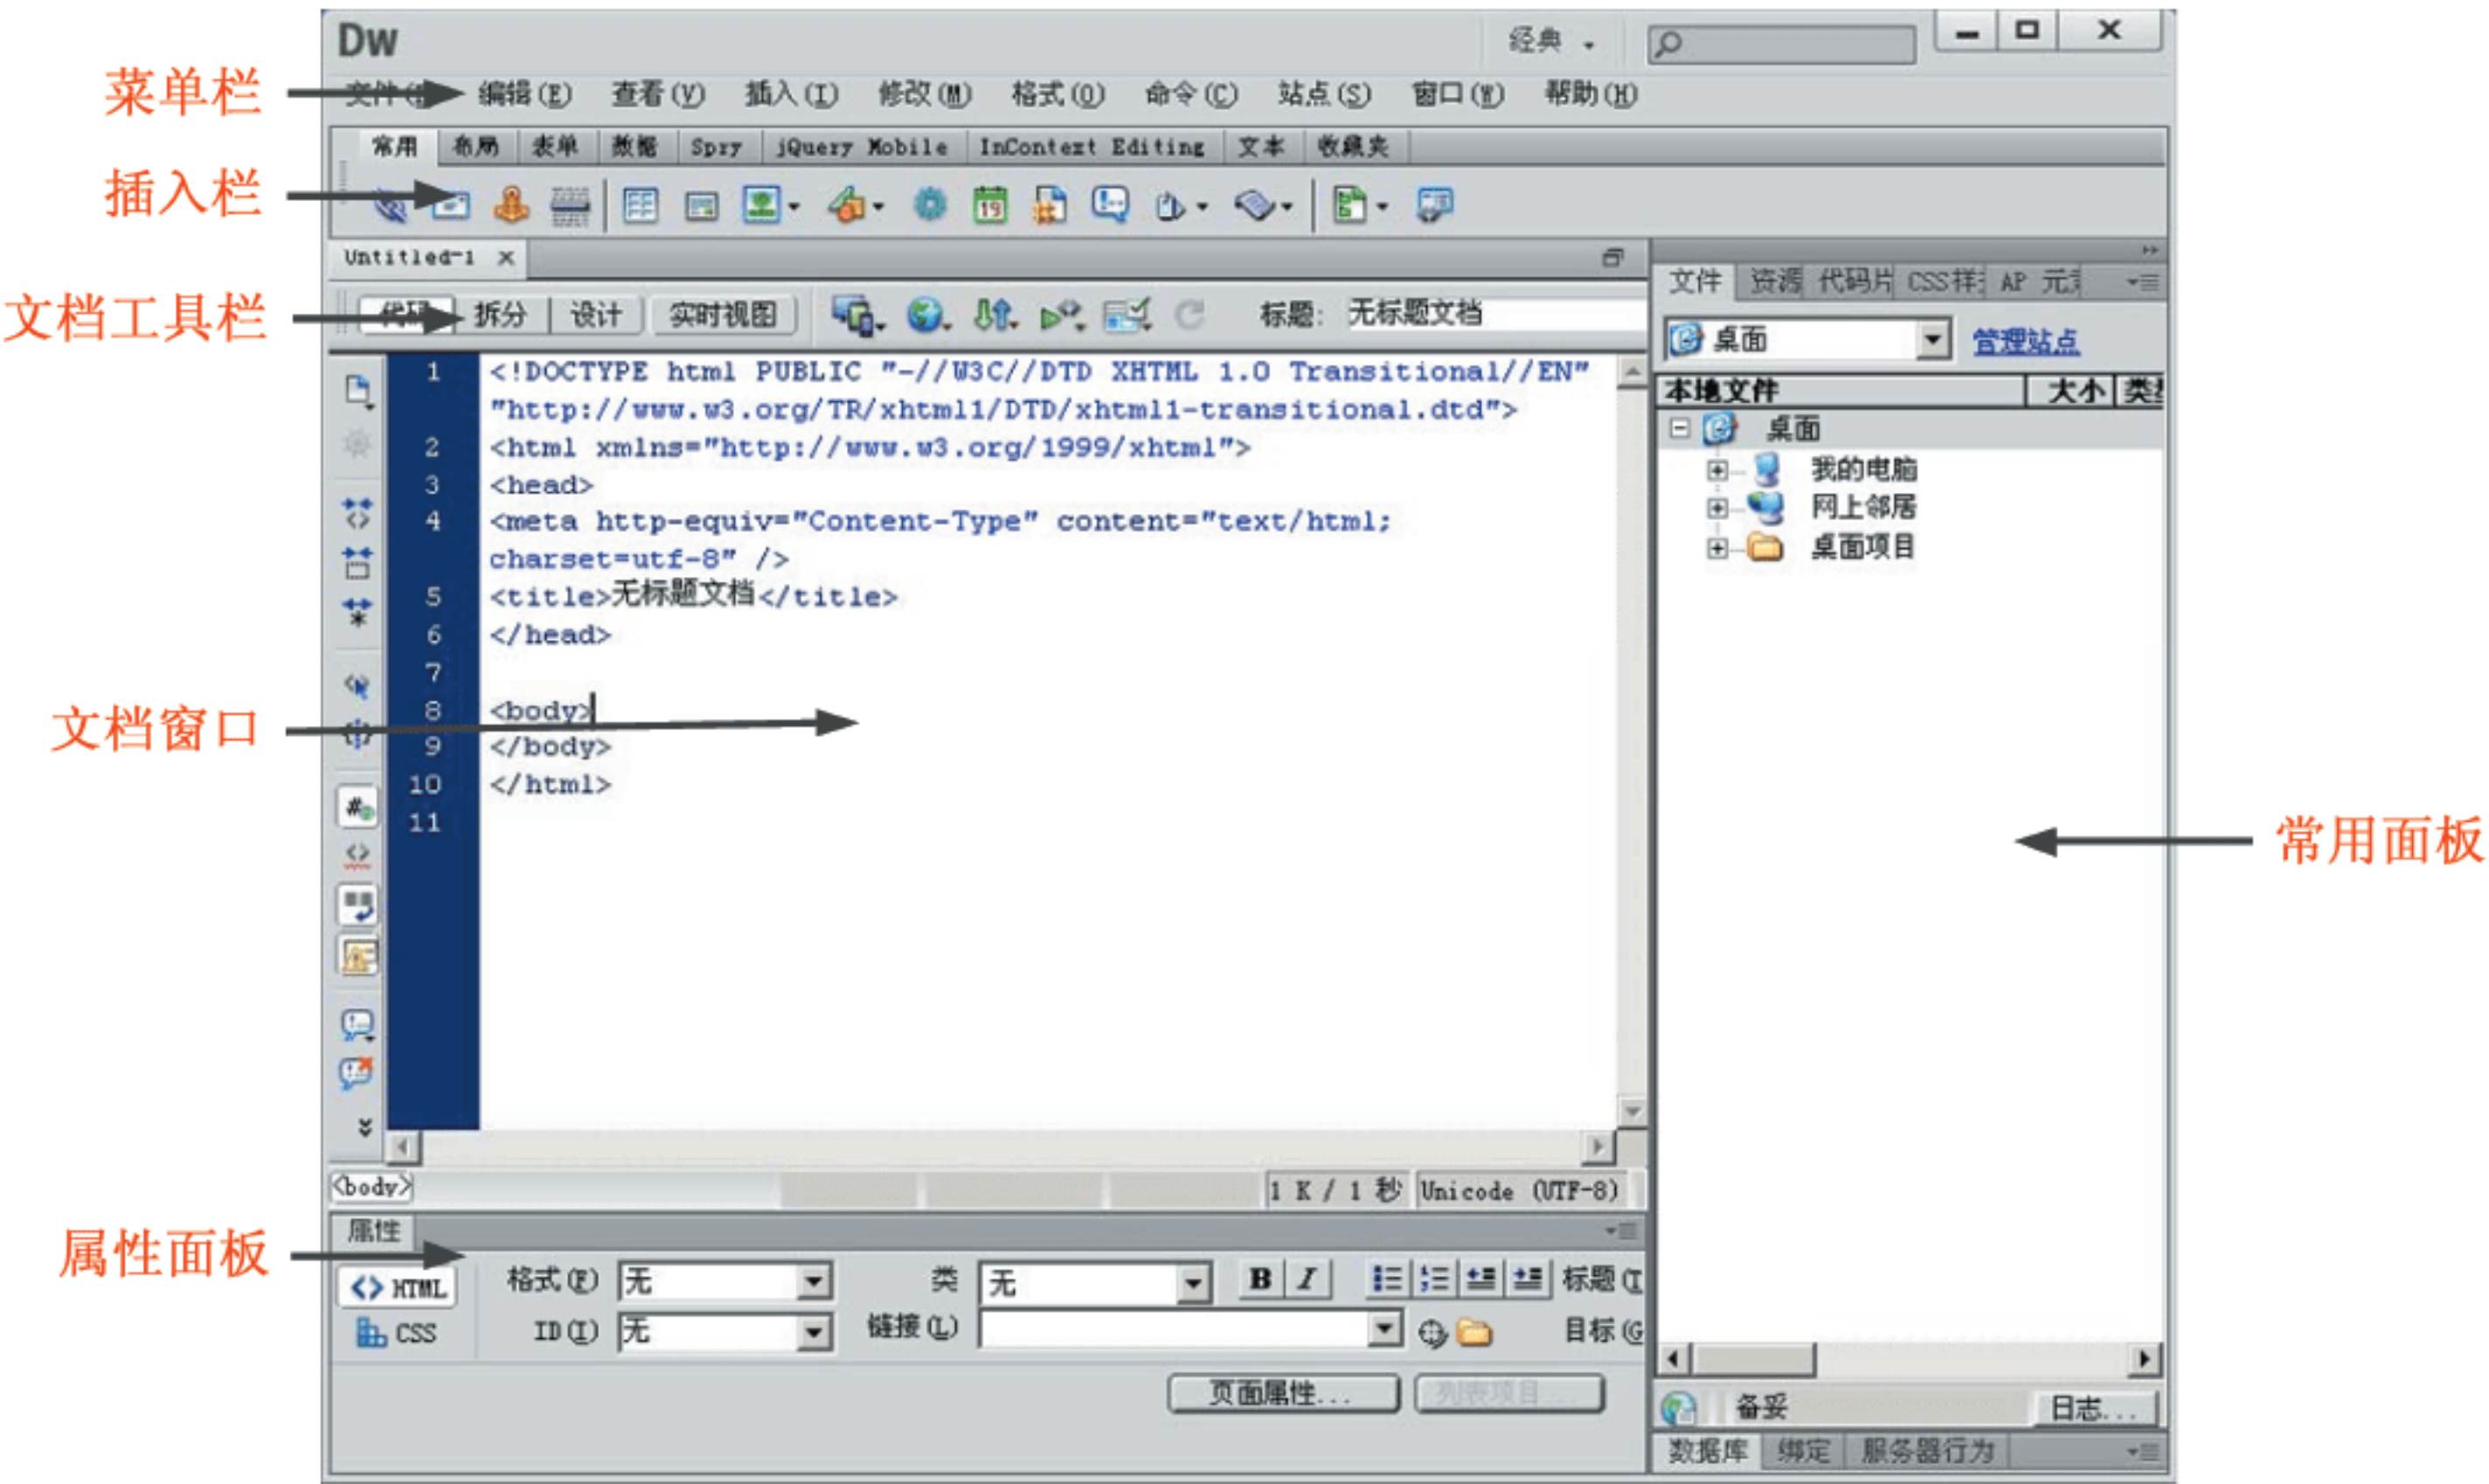 Dw
经典
菜单栏
编辑(E) 查看(V) 插入(I) 修改(M) 格式(O) 命令(C) 站点(S) 窗口(W) 帮助(H)
常用 布局 表单 数据 Spry jQuery Mobile InContext Editing 文本 收藏夹
插入栏
19
Untitled-1
文档工具栏
拆分 设计 实时视图 标题: 无标题文档
1 <!DOCTYPE html PUBLIC "-//W3C//DTD XHTML 1.0 Transitional//EN"
"http://www.w3.org/TR/xhtml1/DTD/xhtml1-transitional.dtd">
2 <html xmlns="http://www.w3.org/1999/xhtml">
3 <head>
4 <meta http-equiv="Content-Type" content="text/html;
charset=utf-8" />
5 <title>无标题文档</title>
6 </head>
7
文档窗口
8 <body>
9 </body>
10 </html>
11
<body>
1 K / 1 秒 Unicode (UTF-8)
属性
属性面板
HTML 格式(F) 无 类 无 B I 标题(T
CSS ID(I) 无 链接(L) 目标(G
页面属性... 列表项目...
文件 资源 代码片 CSS样 AP 元
桌面 管理站点
本地文件 大小
桌面
我的电脑
网上邻居
桌面项目
常用面板
备妥 日志...
数据库 绑定 服务器行为